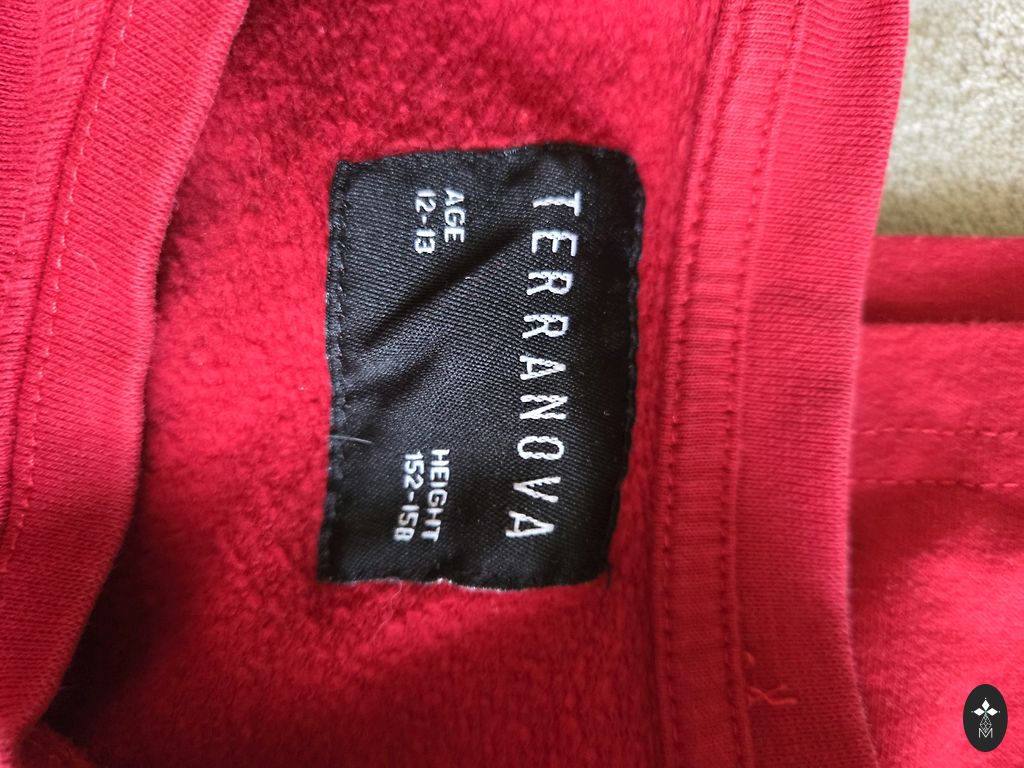 TERRANOVA
AGE
12-13
HEIGHT
152-158
M